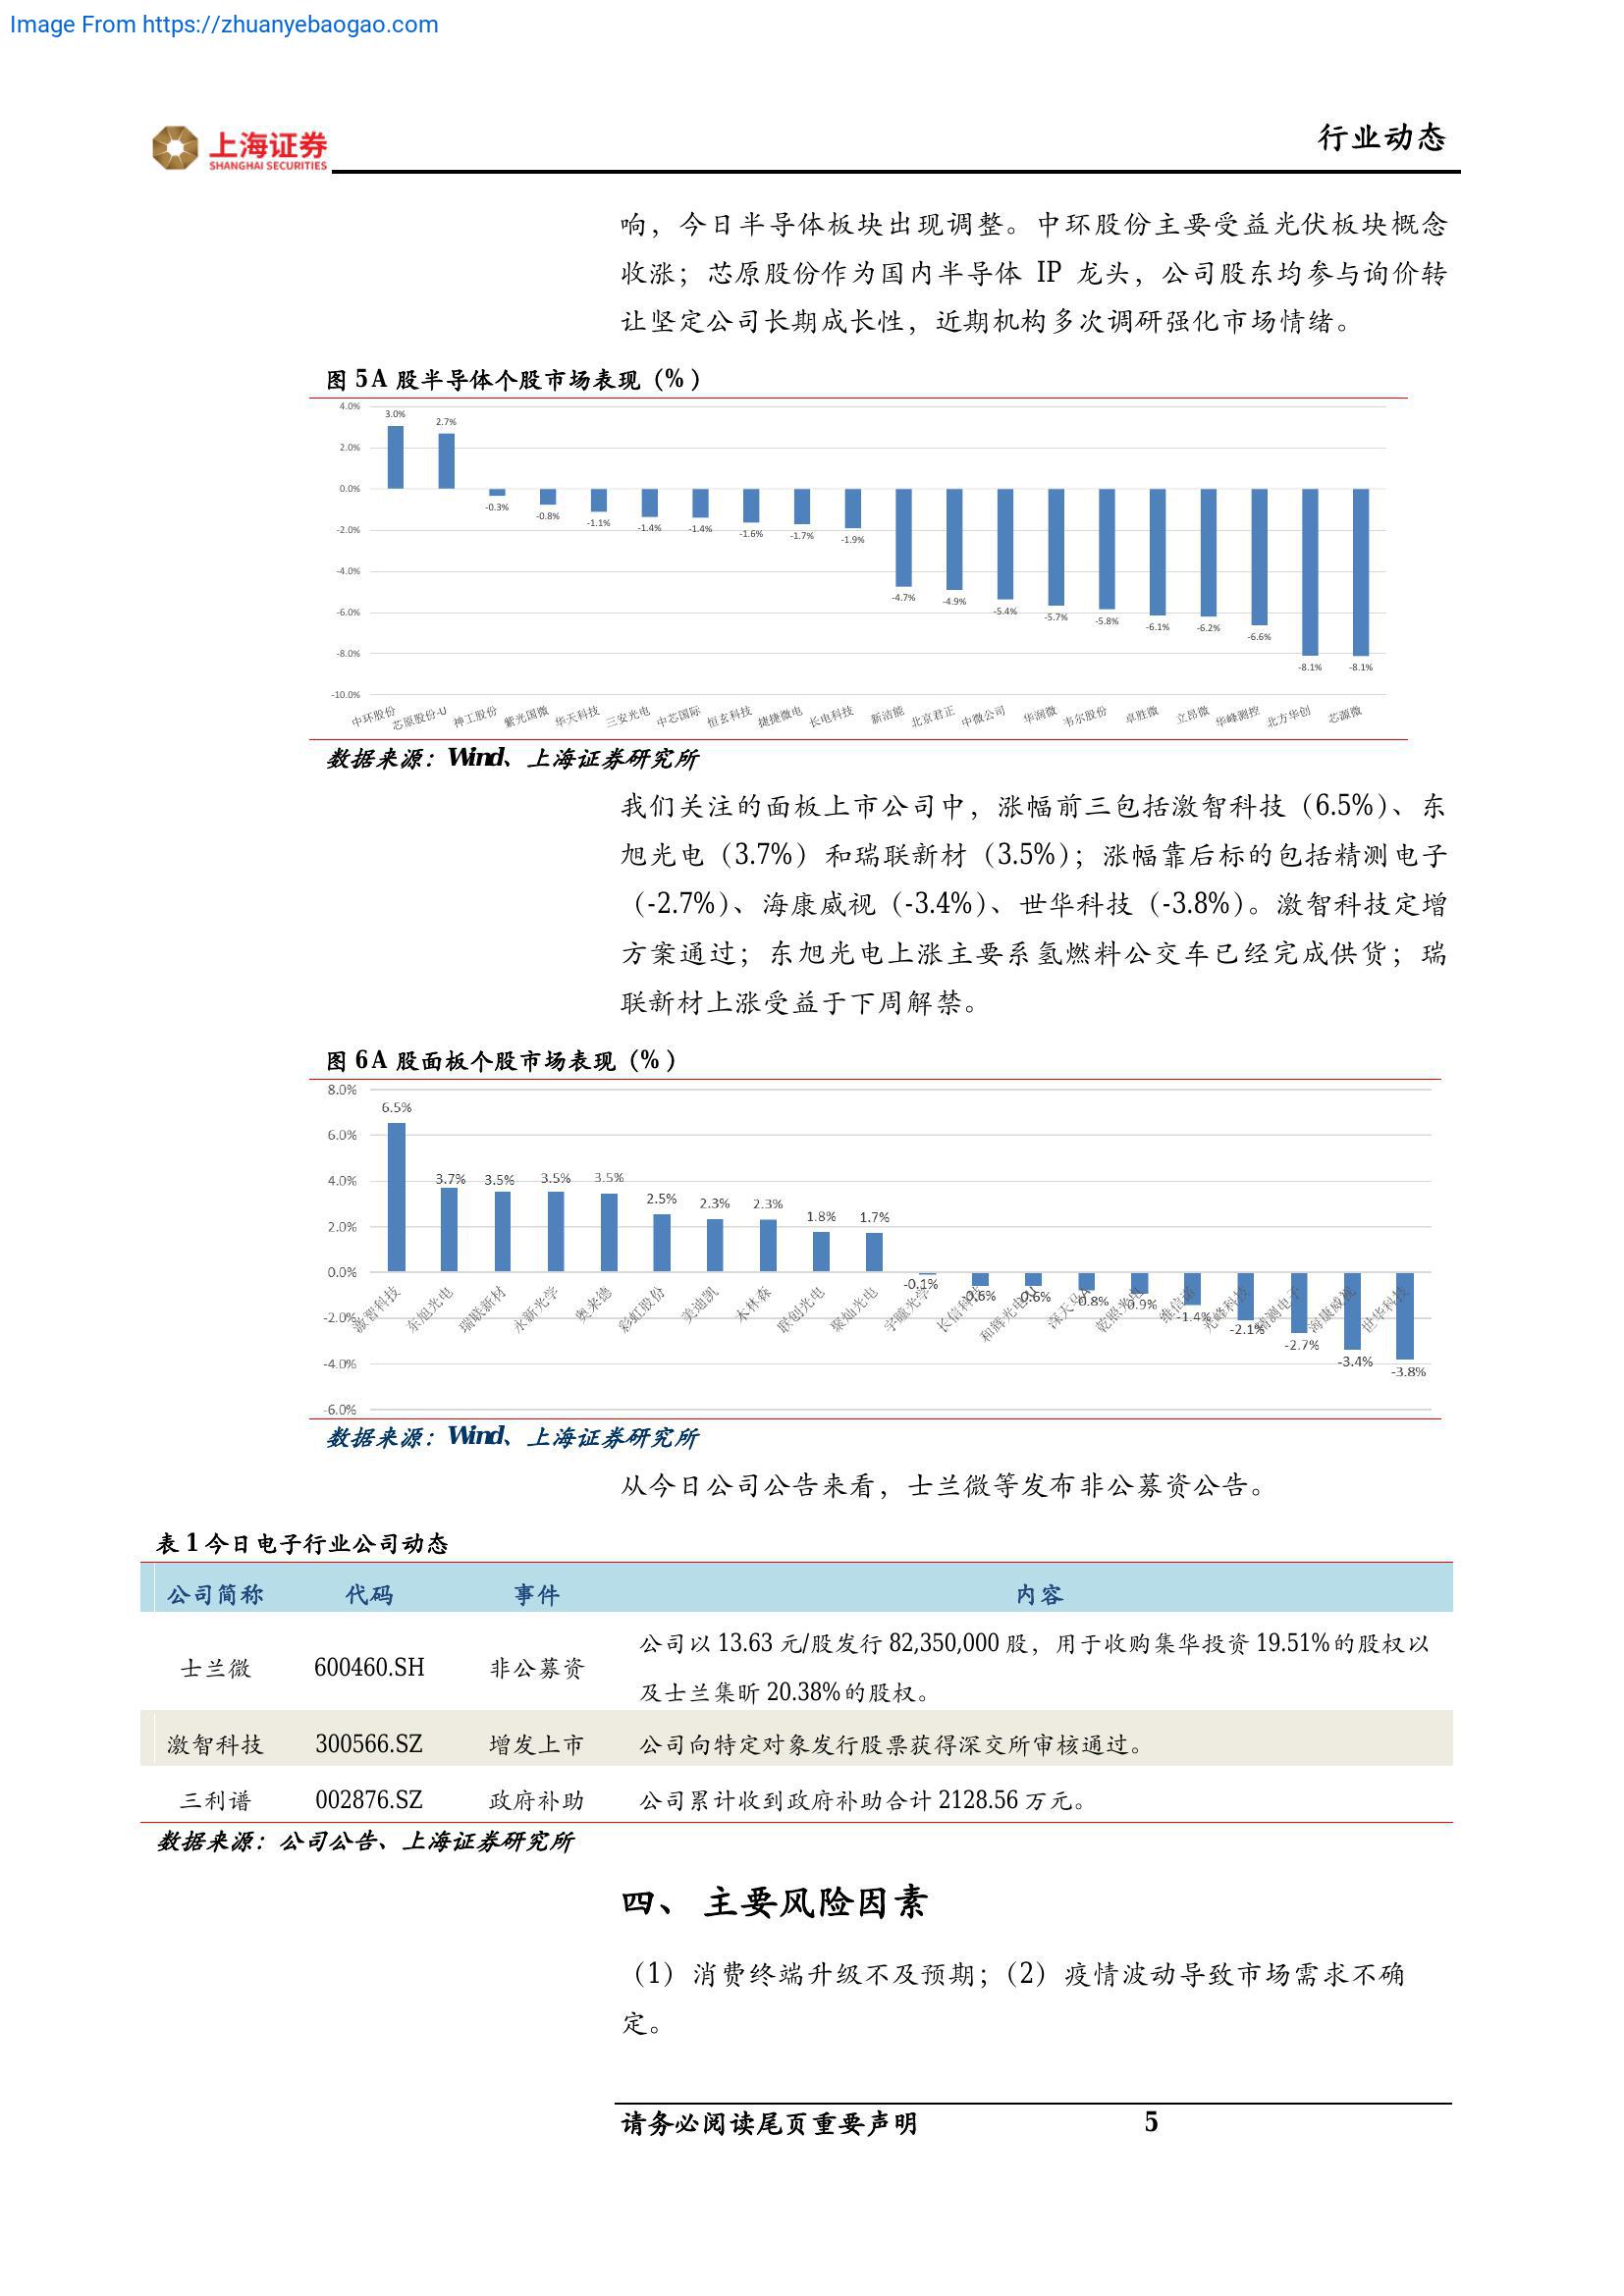 Image From https://zhuanyebaogao.com
上海证券
SHANGHAI SECURITIES
行业动态
响，今日半导体板块出现调整。中环股份主要受益光伏板块概念
收涨；芯原股份作为国内半导体 IP 龙头，公司股东均参与询价转
让坚定公司长期成长性，近期机构多次调研强化市场情绪。
图 5A 股半导体个股市场表现（%）
4.0%
2.0%
0.0%
-2.0%
-4.0%
-6.0%
-8.0%
-10.0%
3.0%
2.7%
-0.3%
-0.8%
-1.1%
-1.4%
-1.4%
-1.6%
-1.7%
-1.9%
-4.7%
-4.9%
-5.4%
-5.7%
-5.8%
-6.1%
-6.2%
-6.6%
-8.1%
-8.1%
中环股份
芯原股份-U
神工股份
紫光国微
华天科技
三安光电
中芯国际
恒玄科技
捷捷微电
长电科技
新洁能
北京君正
中微公司
华润微
韦尔股份
卓胜微
立昂微
华峰测控
北方华创
芯源微
数据来源：Wind、上海证券研究所
我们关注的面板上市公司中，涨幅前三包括激智科技（6.5%）、东
旭光电（3.7%）和瑞联新材（3.5%）；涨幅靠后标的包括精测电子
（-2.7%）、海康威视（-3.4%）、世华科技（-3.8%）。激智科技定增
方案通过；东旭光电上涨主要系氢燃料公交车已经完成供货；瑞
联新材上涨受益于下周解禁。
图 6A 股面板个股市场表现（%）
8.0%
6.0%
4.0%
2.0%
0.0%
-2.0%
-4.0%
-6.0%
6.5%
3.7%
3.5%
3.5%
3.5%
2.5%
2.3%
2.3%
1.8%
1.7%
-0.1%
-0.6%
-0.6%
-0.8%
-0.9%
-1.4%
-2.1%
-2.7%
-3.4%
-3.8%
激智科技
东旭光电
瑞联新材
永新光学
奥来德
彩虹股份
美迪凯
木林森
联创光电
聚灿光电
宇瞳光学
长信科技
和辉光电
深天马A
乾照光电
维信诺
光峰科技
精测电子
海康威视
世华科技
数据来源：Wind、上海证券研究所
从今日公司公告来看，士兰微等发布非公募资公告。
表 1 今日电子行业公司动态
公司简称 代码 事件 内容
士兰微 600460.SH 非公募资 公司以 13.63 元/股发行 82,350,000 股，用于收购集华投资 19.51%的股权以
及士兰集昕 20.38%的股权。
激智科技 300566.SZ 增发上市 公司向特定对象发行股票获得深交所审核通过。
三利谱 002876.SZ 政府补助 公司累计收到政府补助合计 2128.56 万元。
数据来源：公司公告、上海证券研究所
四、 主要风险因素
（1）消费终端升级不及预期；（2）疫情波动导致市场需求不确
定。
请务必阅读尾页重要声明 5